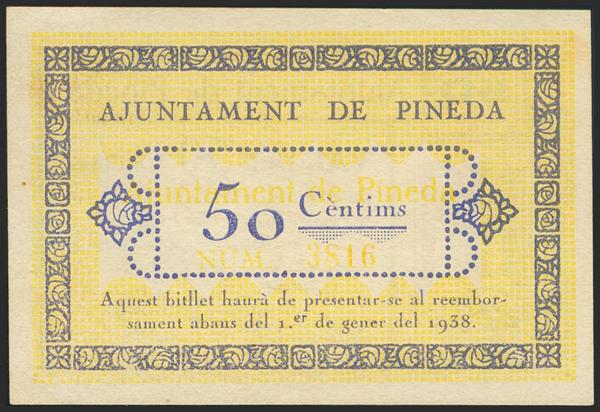 AJUNTAMENT DE PINEDA
Ajuntament de Pineda
50 Cèntims
NÚM. 3816
Aquest bitllet haurà de presentar-se al reembor-
sament abans del 1.er de gener del 1938.